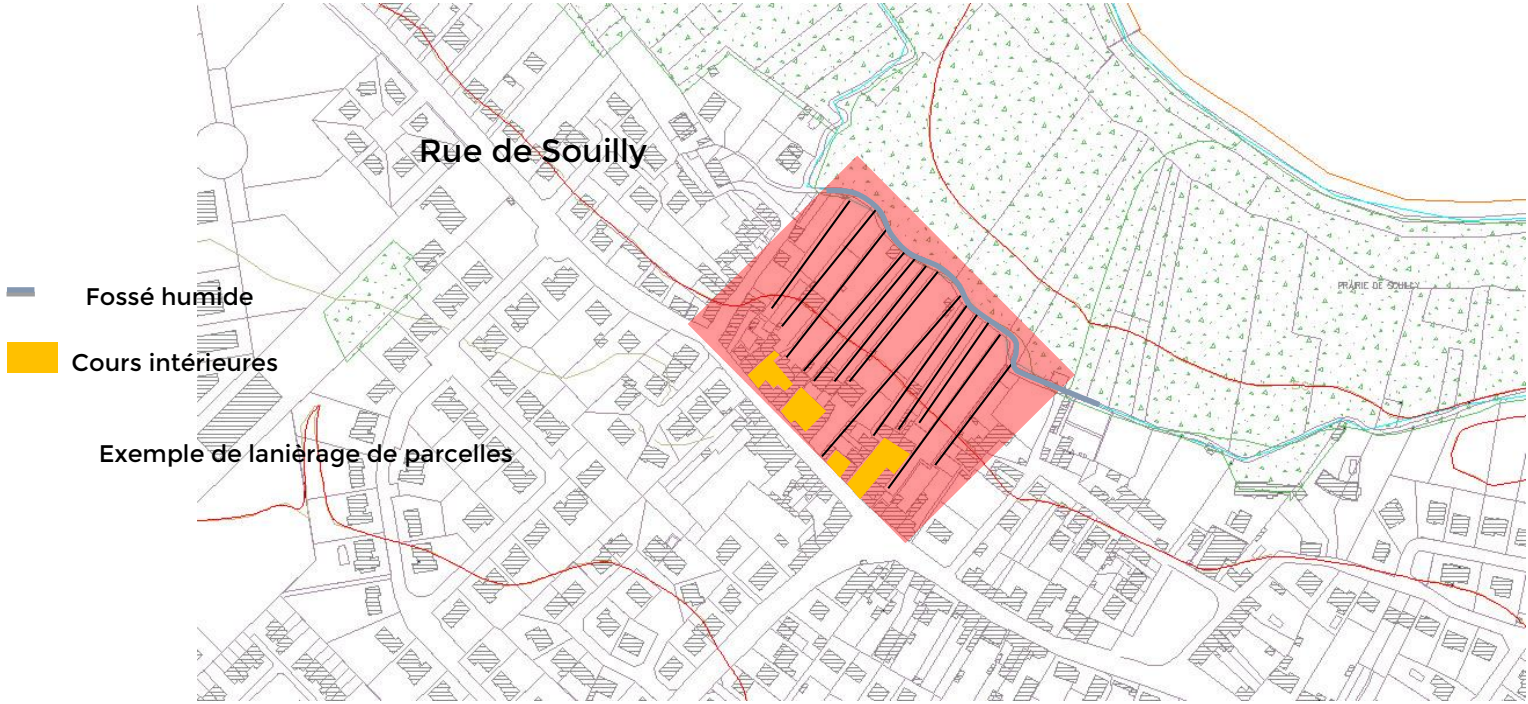 Rue de Souilly
PRAIRIE DE SOUILLY
Fossé humide
Cours intérieures
Exemple de lanièrage de parcelles